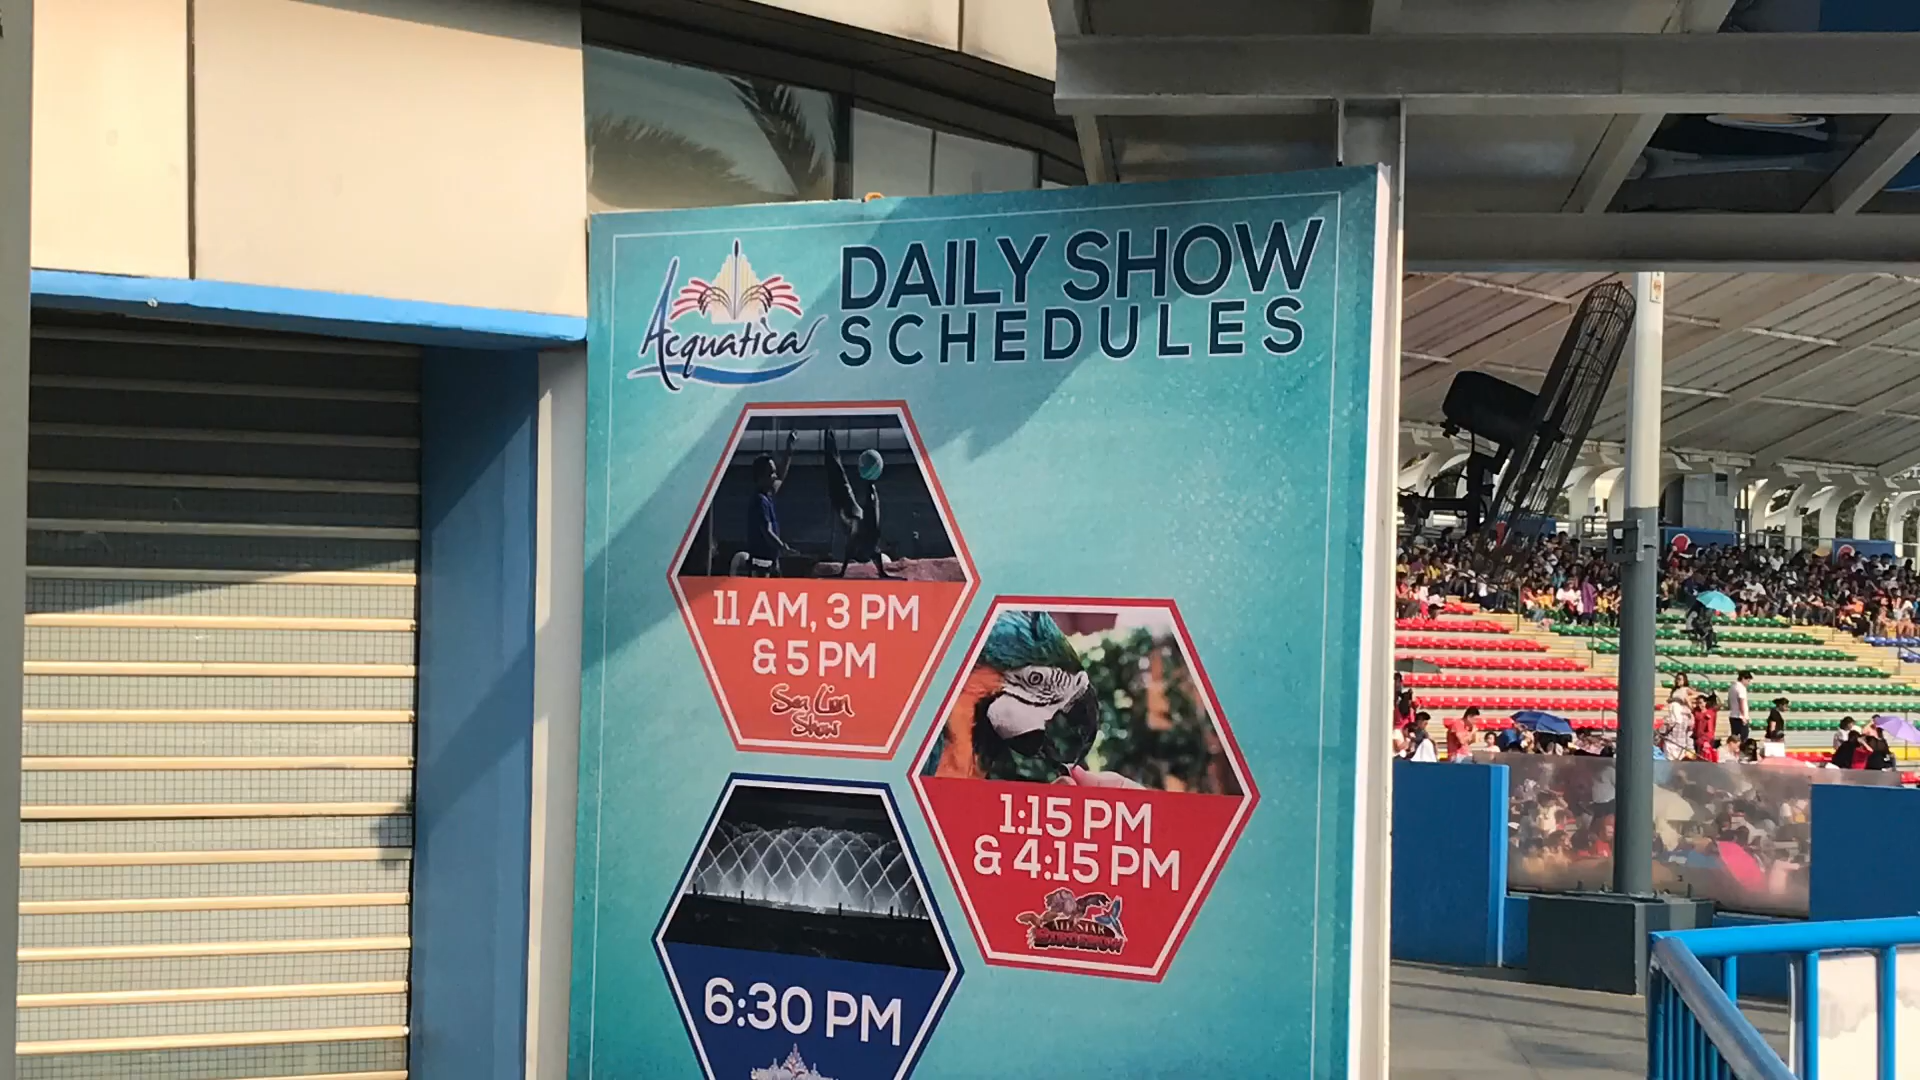 Acquatica
DAILY SHOW
SCHEDULES
11 AM, 3 PM
& 5 PM
Sea Lion
Show
1:15 PM
& 4:15 PM
ALL STAR
BIRDSHOW
6:30 PM